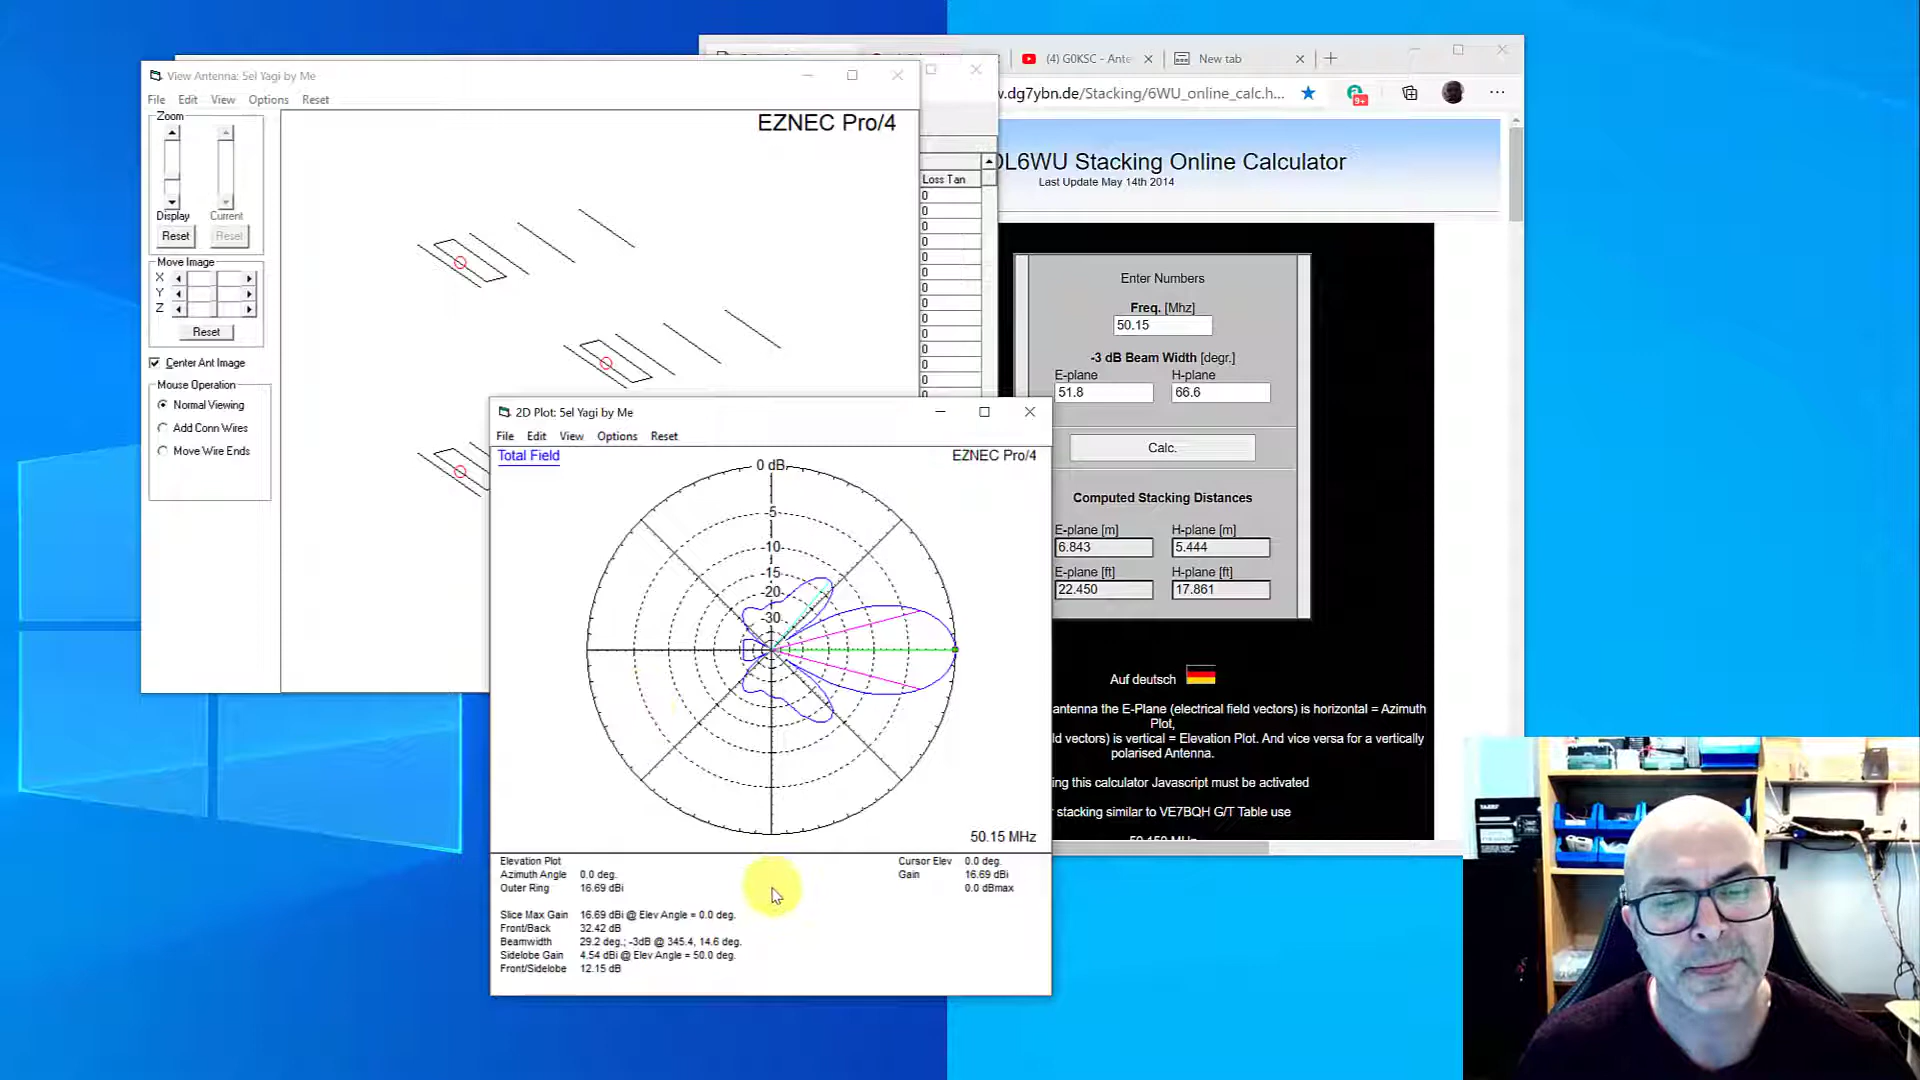 View Antenna: 5el Yagi by Me
File Edit View Options Reset
Zoom
Display Current
Reset Reset
Move Image
X
Y
Z
Reset
Center Ant Image
Mouse Operation
Normal Viewing
Add Conn Wires
Move Wire Ends
EZNEC Pro/4
Loss Tan
0
0
0
0
0
0
0
0
0
0
0
0
0
(4) G0KSC - Ante
New tab
w.dg7ybn.de/Stacking/6WU_online_calc.h...
9+
DL6WU Stacking Online Calculator
Last Update May 14th 2014
Enter Numbers
Freq. [Mhz]
50.15
-3 dB Beam Width [degr.]
E-plane H-plane
51.8 66.6
Calc.
Computed Stacking Distances
E-plane [m] H-plane [m]
6.843 5.444
E-plane [ft] H-plane [ft]
22.450 17.861
Auf deutsch
antenna the E-Plane (electrical field vectors) is horizontal = Azimuth
Plot,
ld vectors) is vertical = Elevation Plot. And vice versa for a vertically
polarised Antenna.
ing this calculator Javascript must be activated
stacking similar to VE7BQH G/T Table use
2D Plot: 5el Yagi by Me
File Edit View Options Reset
Total Field
EZNEC Pro/4
0 dB
-5
-10
-15
-20
-30
50.15 MHz
Elevation Plot
Azimuth Angle 0.0 deg.
Outer Ring 16.69 dBi
Cursor Elev 0.0 deg.
Gain 16.69 dBi
0.0 dBmax
Slice Max Gain 16.69 dBi @ Elev Angle = 0.0 deg.
Front/Back 32.42 dB
Beamwidth 29.2 deg.; -3dB @ 345.4, 14.6 deg.
Sidelobe Gain 4.54 dBi @ Elev Angle = 50.0 deg.
Front/Sidelobe 12.15 dB